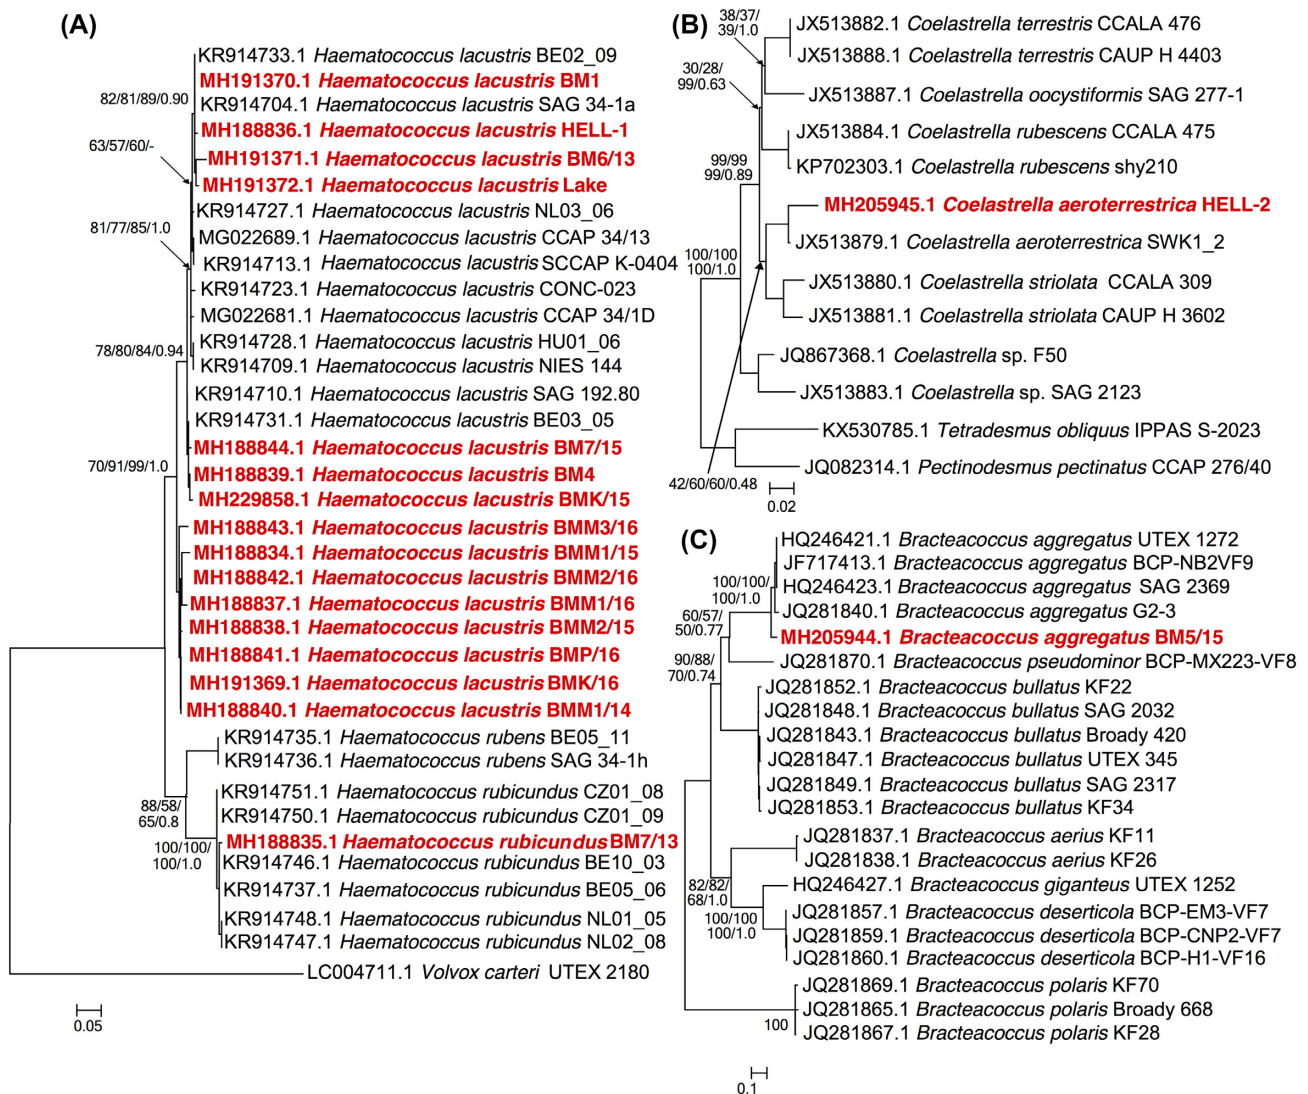 (A)
KR914733.1 Haematococcus lacustris BE02_09
MH191370.1 Haematococcus lacustris BM1
82/81/89/0.90
KR914704.1 Haematococcus lacustris SAG 34-1a
MH188836.1 Haematococcus lacustris HELL-1
63/57/60/-
MH191371.1 Haematococcus lacustris BM6/13
MH191372.1 Haematococcus lacustris Lake
KR914727.1 Haematococcus lacustris NL03_06
81/77/85/1.0
MG022689.1 Haematococcus lacustris CCAP 34/13
KR914713.1 Haematococcus lacustris SCCAP K-0404
KR914723.1 Haematococcus lacustris CONC-023
MG022681.1 Haematococcus lacustris CCAP 34/1D
KR914728.1 Haematococcus lacustris HU01_06
78/80/84/0.94
KR914709.1 Haematococcus lacustris NIES 144
KR914710.1 Haematococcus lacustris SAG 192.80
KR914731.1 Haematococcus lacustris BE03_05
MH188844.1 Haematococcus lacustris BM7/15
70/91/99/1.0
MH188839.1 Haematococcus lacustris BM4
MH229858.1 Haematococcus lacustris BMK/15
MH188843.1 Haematococcus lacustris BMM3/16
MH188834.1 Haematococcus lacustris BMM1/15
MH188842.1 Haematococcus lacustris BMM2/16
MH188837.1 Haematococcus lacustris BMM1/16
MH188838.1 Haematococcus lacustris BMM2/15
MH188841.1 Haematococcus lacustris BMP/16
MH191369.1 Haematococcus lacustris BMK/16
MH188840.1 Haematococcus lacustris BMM1/14
KR914735.1 Haematococcus rubens BE05_11
KR914736.1 Haematococcus rubens SAG 34-1h
KR914751.1 Haematococcus rubicundus CZ01_08
88/58/
65/0.8
KR914750.1 Haematococcus rubicundus CZ01_09
MH188835.1 Haematococcus rubicundus BM7/13
100/100/
100/1.0
KR914746.1 Haematococcus rubicundus BE10_03
KR914737.1 Haematococcus rubicundus BE05_06
KR914748.1 Haematococcus rubicundus NL01_05
KR914747.1 Haematococcus rubicundus NL02_08
LC004711.1 Volvox carteri UTEX 2180
0.05
(B)
38/37/
39/1.0
JX513882.1 Coelastrella terrestris CCALA 476
JX513888.1 Coelastrella terrestris CAUP H 4403
30/28/
99/0.63
JX513887.1 Coelastrella oocystiformis SAG 277-1
JX513884.1 Coelastrella rubescens CCALA 475
99/99
99/0.89
KP702303.1 Coelastrella rubescens shy210
MH205945.1 Coelastrella aeroterrestrica HELL-2
JX513879.1 Coelastrella aeroterrestrica SWK1_2
100/100
100/1.0
JX513880.1 Coelastrella striolata CCALA 309
JX513881.1 Coelastrella striolata CAUP H 3602
JQ867368.1 Coelastrella sp. F50
JX513883.1 Coelastrella sp. SAG 2123
KX530785.1 Tetradesmus obliquus IPPAS S-2023
JQ082314.1 Pectinodesmus pectinatus CCAP 276/40
42/60/60/0.48
0.02
(C)
HQ246421.1 Bracteacoccus aggregatus UTEX 1272
JF717413.1 Bracteacoccus aggregatus BCP-NB2VF9
100/100/
100/1.0
HQ246423.1 Bracteacoccus aggregatus SAG 2369
JQ281840.1 Bracteacoccus aggregatus G2-3
60/57/
50/0.77
MH205944.1 Bracteacoccus aggregatus BM5/15
90/88/
70/0.74
JQ281870.1 Bracteacoccus pseudominor BCP-MX223-VF8
JQ281852.1 Bracteacoccus bullatus KF22
JQ281848.1 Bracteacoccus bullatus SAG 2032
JQ281843.1 Bracteacoccus bullatus Broady 420
JQ281847.1 Bracteacoccus bullatus UTEX 345
JQ281849.1 Bracteacoccus bullatus SAG 2317
JQ281853.1 Bracteacoccus bullatus KF34
JQ281837.1 Bracteacoccus aerius KF11
JQ281838.1 Bracteacoccus aerius KF26
82/82/
68/1.0
HQ246427.1 Bracteacoccus giganteus UTEX 1252
100/100
100/1.0
JQ281857.1 Bracteacoccus deserticola BCP-EM3-VF7
JQ281859.1 Bracteacoccus deserticola BCP-CNP2-VF7
JQ281860.1 Bracteacoccus deserticola BCP-H1-VF16
JQ281869.1 Bracteacoccus polaris KF70
JQ281865.1 Bracteacoccus polaris Broady 668
100
JQ281867.1 Bracteacoccus polaris KF28
0.1